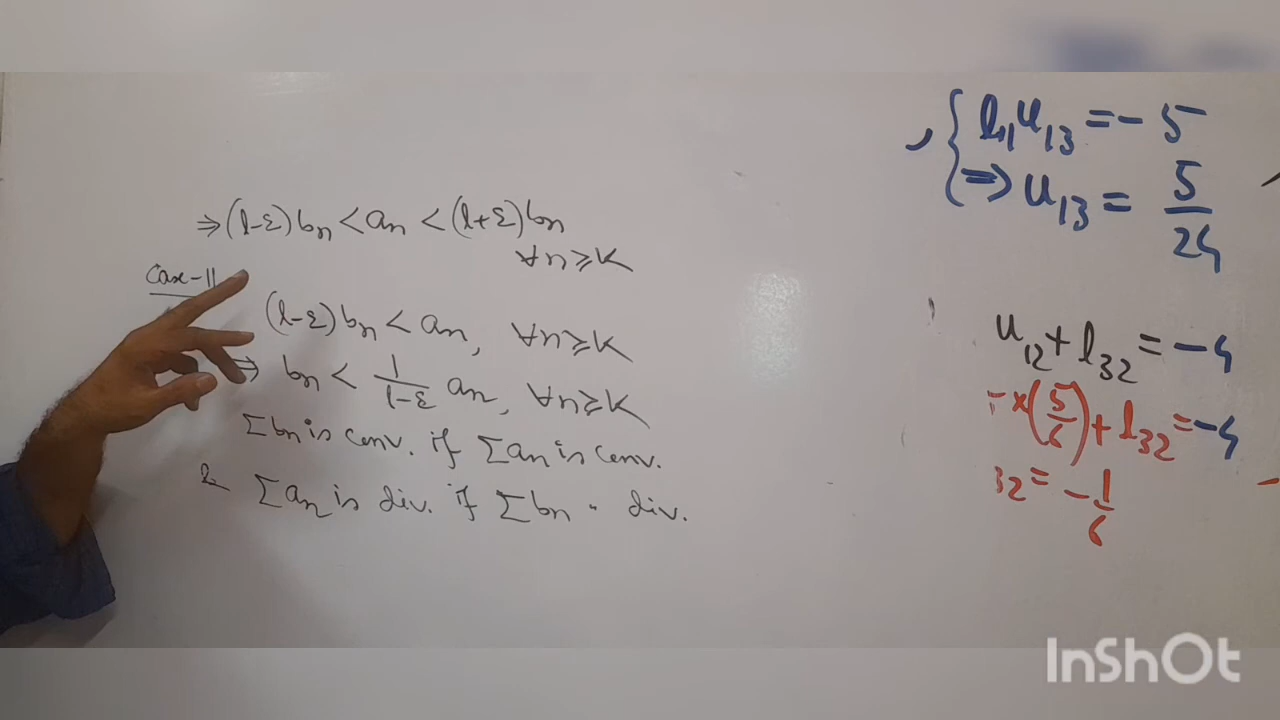 ⇒ (l-ε) bn < an < (l+ε) bn
∀ n ≥ K
Case-II
(l-ε) bn < an, ∀ n ≥ K
⇒ bn < 1/(l-ε) an, ∀ n ≥ K
Σbn is conv. if Σan is conv.
& Σan is div. if Σbn " div.
, { l11 u13 = - 5
⇒ u13 = 5/24
u12 + l32 = -4
× (5/6) + l32 = -4
32 = -1/6
InShOt